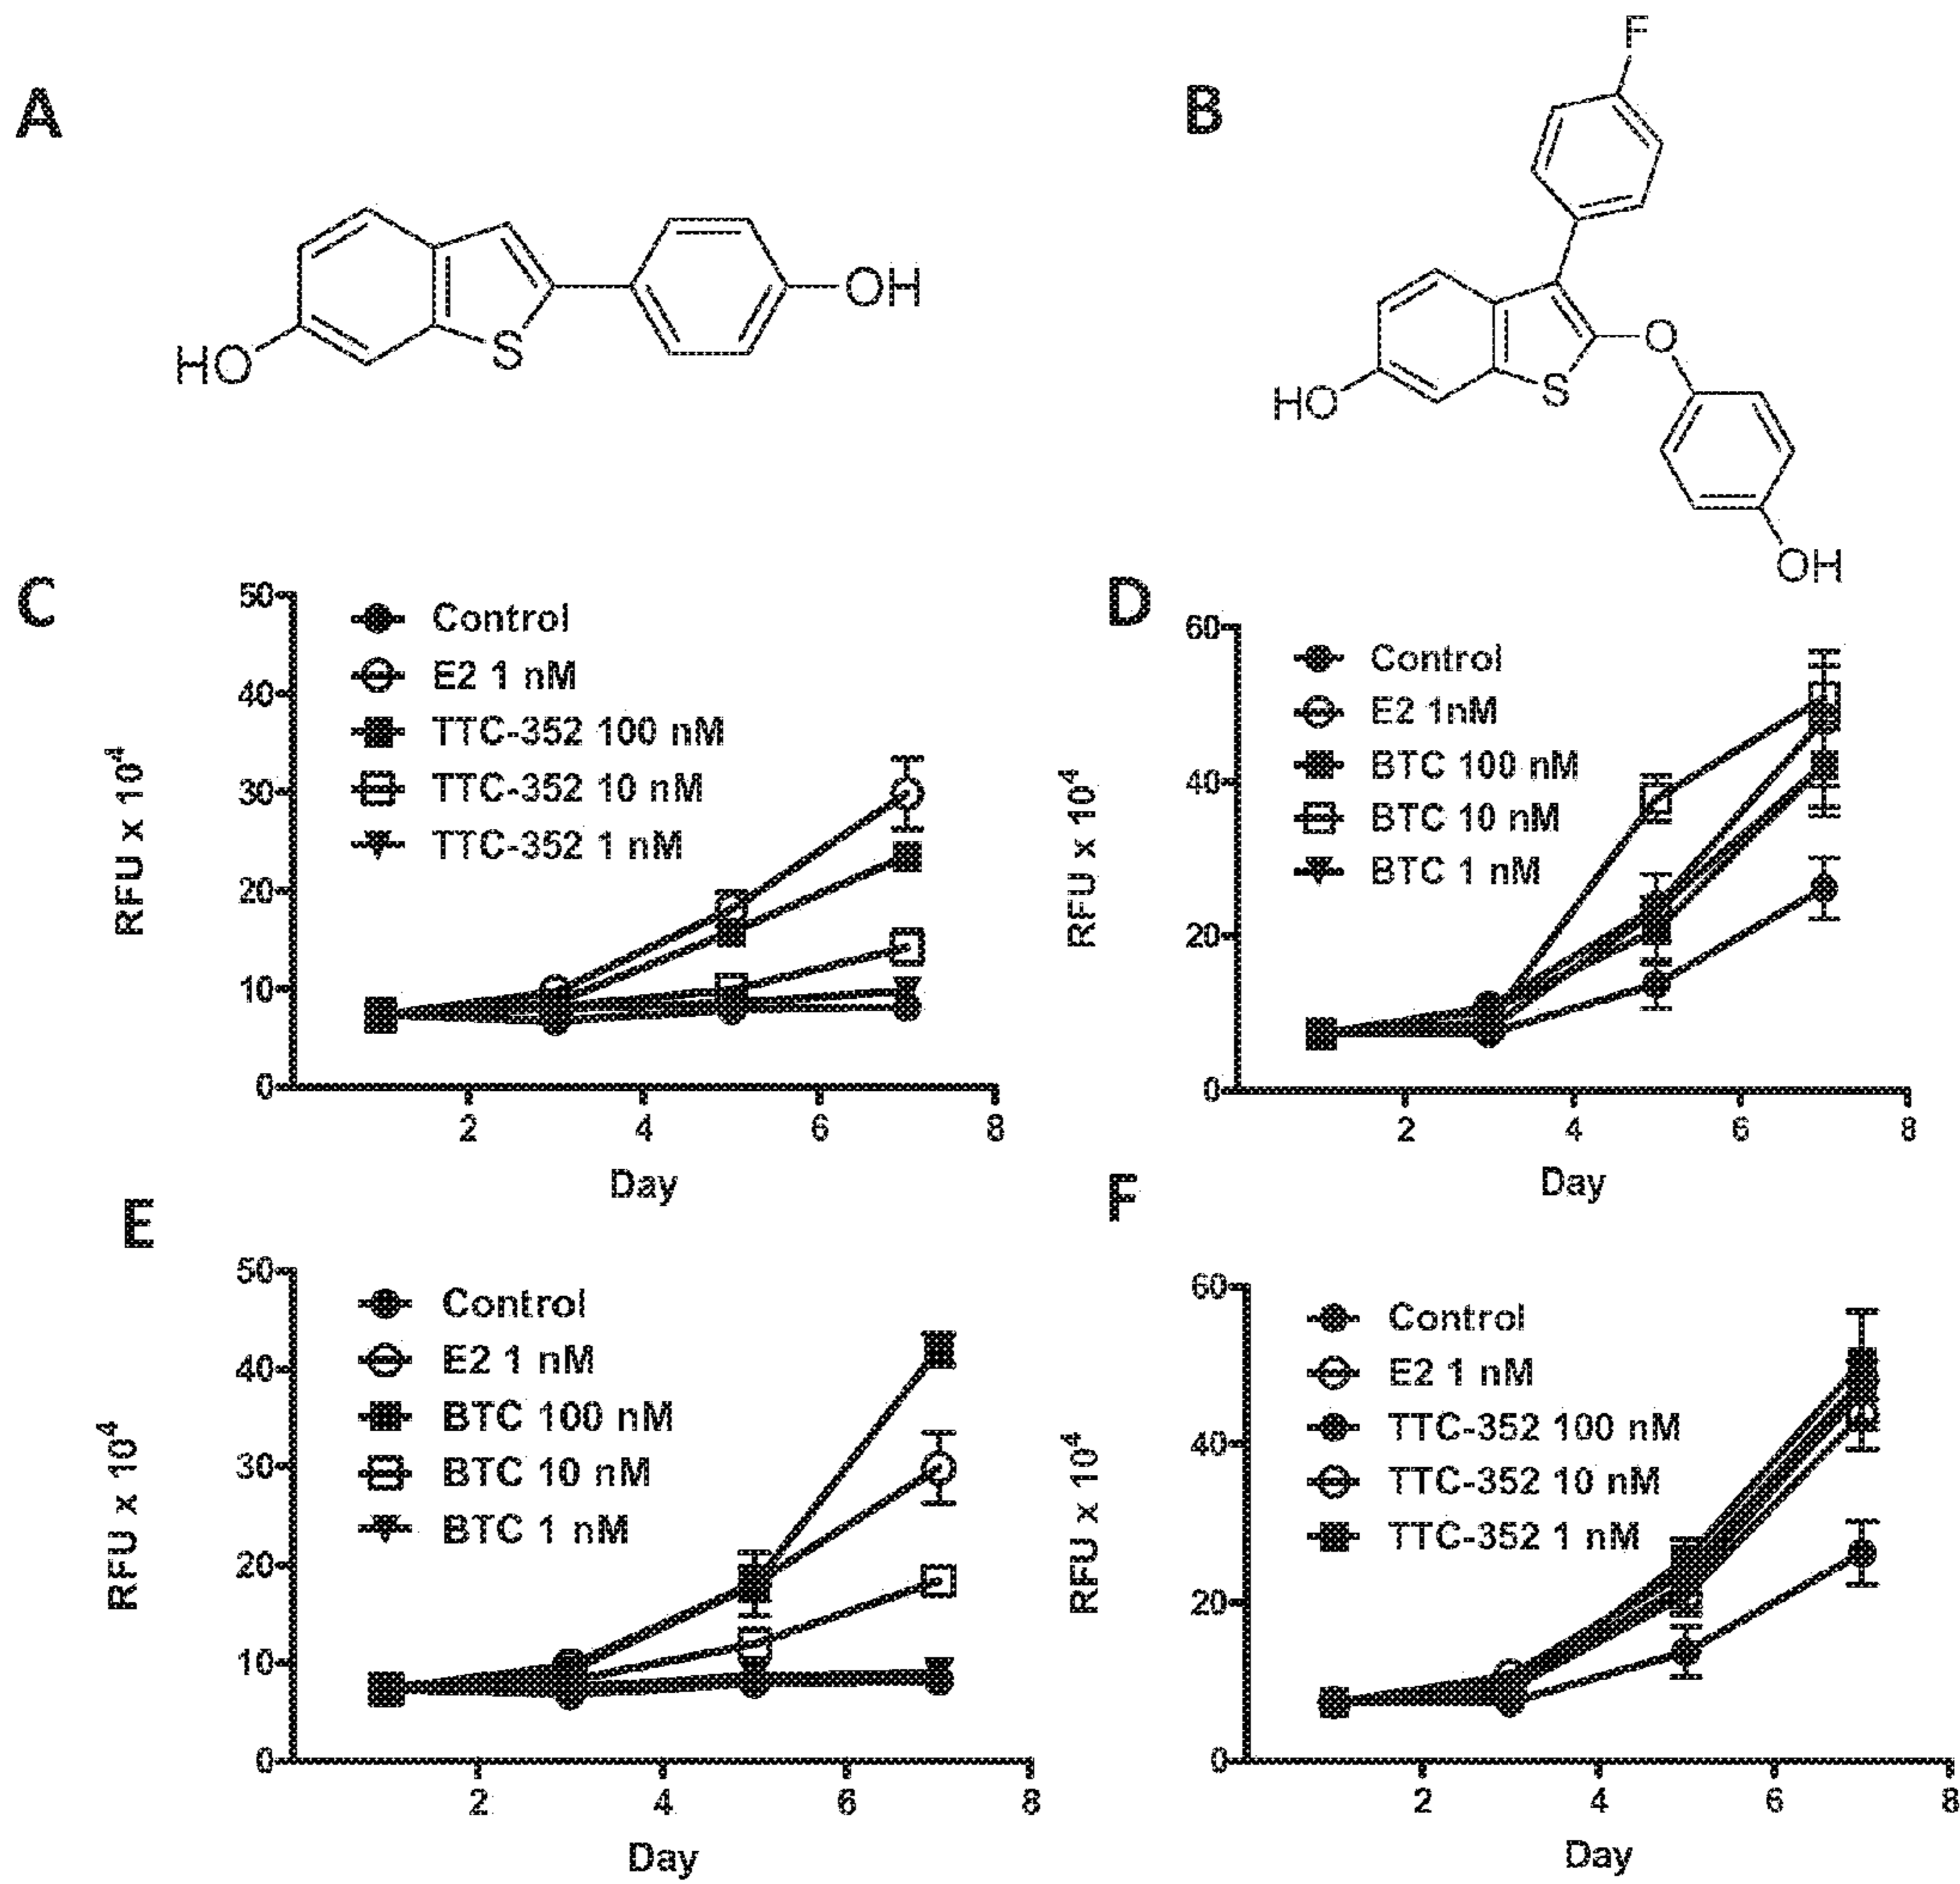 A
HO
S
OH
B
F
HO
S
O
OH
C
50
40
30
20
10
0
RFU x 10⁴
Control
E2 1 nM
TTC-352 100 nM
TTC-352 10 nM
TTC-352 1 nM
2 4 6 8
Day
D
60
40
20
0
RFU x 10⁴
Control
E2 1nM
BTC 100 nM
BTC 10 nM
BTC 1 nM
2 4 6 8
Day
E
50
40
30
20
10
0
RFU x 10⁴
Control
E2 1 nM
BTC 100 nM
BTC 10 nM
BTC 1 nM
2 4 6 8
Day
F
60
40
20
0
RFU x 10⁴
Control
E2 1 nM
TTC-352 100 nM
TTC-352 10 nM
TTC-352 1 nM
2 4 6 8
Day